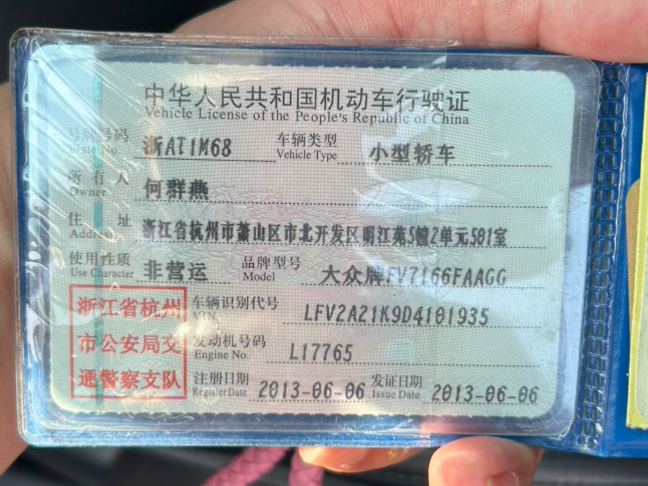 中华人民共和国机动车行驶证
Vehicle License of the People's Republic of China
号牌号码 浙AT1M68 车辆类型 小型轿车
Plate No. Vehicle Type
所有人 何群燕
Owner
住址 浙江省杭州市萧山区市北开发区明江苑5幢2单元501室
Address
使用性质 非营运 品牌型号 大众牌FV7166FAAGG
Use Character Model
浙江省杭州 车辆识别代号 LFV2A21K9D4101935
VIN
市公安局交 发动机号码 L17765
Engine No.
通警察支队 注册日期 2013-06-06 发证日期 2013-06-06
Register Date Issue Date